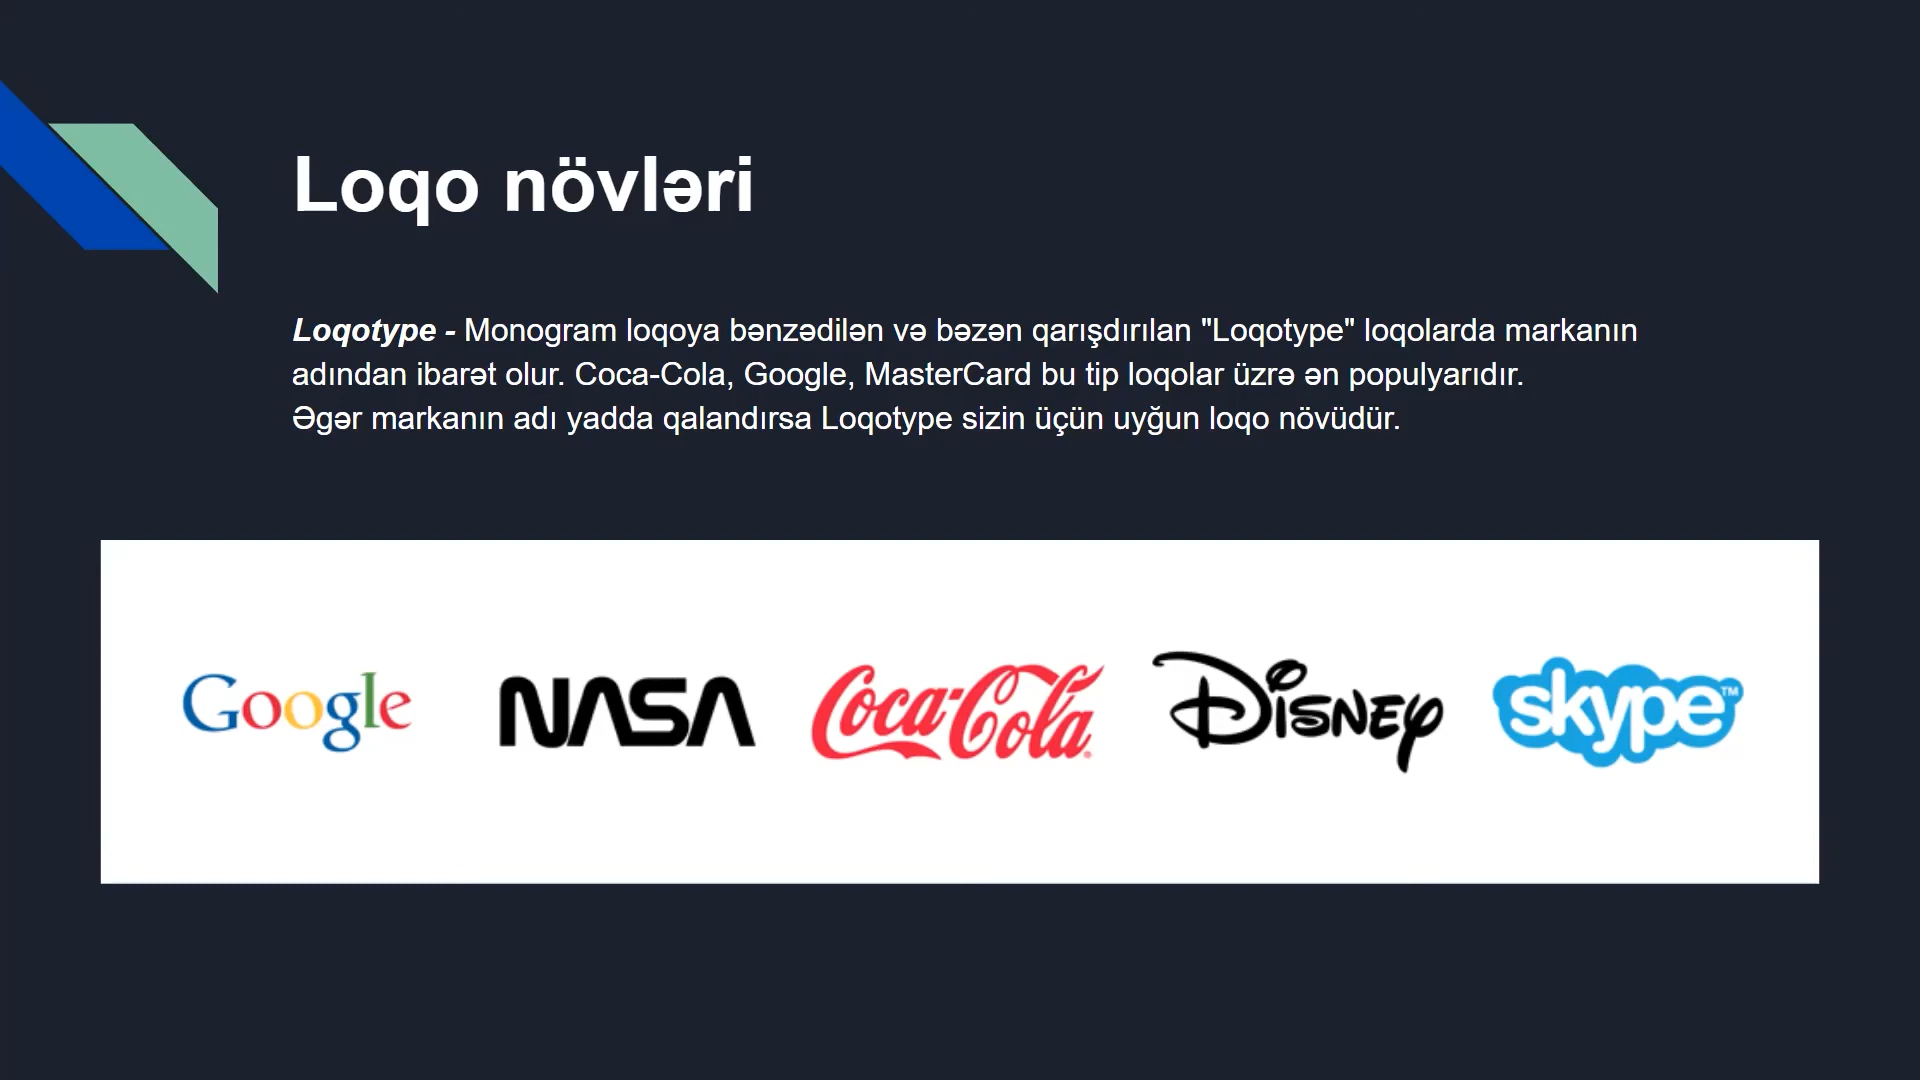 Loqo növləri
Loqotype - Monogram loqoya bənzədilən və bəzən qarışdırılan "Loqotype" loqolarda markanın
adından ibarət olur. Coca-Cola, Google, MasterCard bu tip loqolar üzrə ən populyarıdır.
Əgər markanın adı yadda qalandırsa Loqotype sizin üçün uyğun loqo növüdür.
Google NASA Coca-Cola® Disney skype™